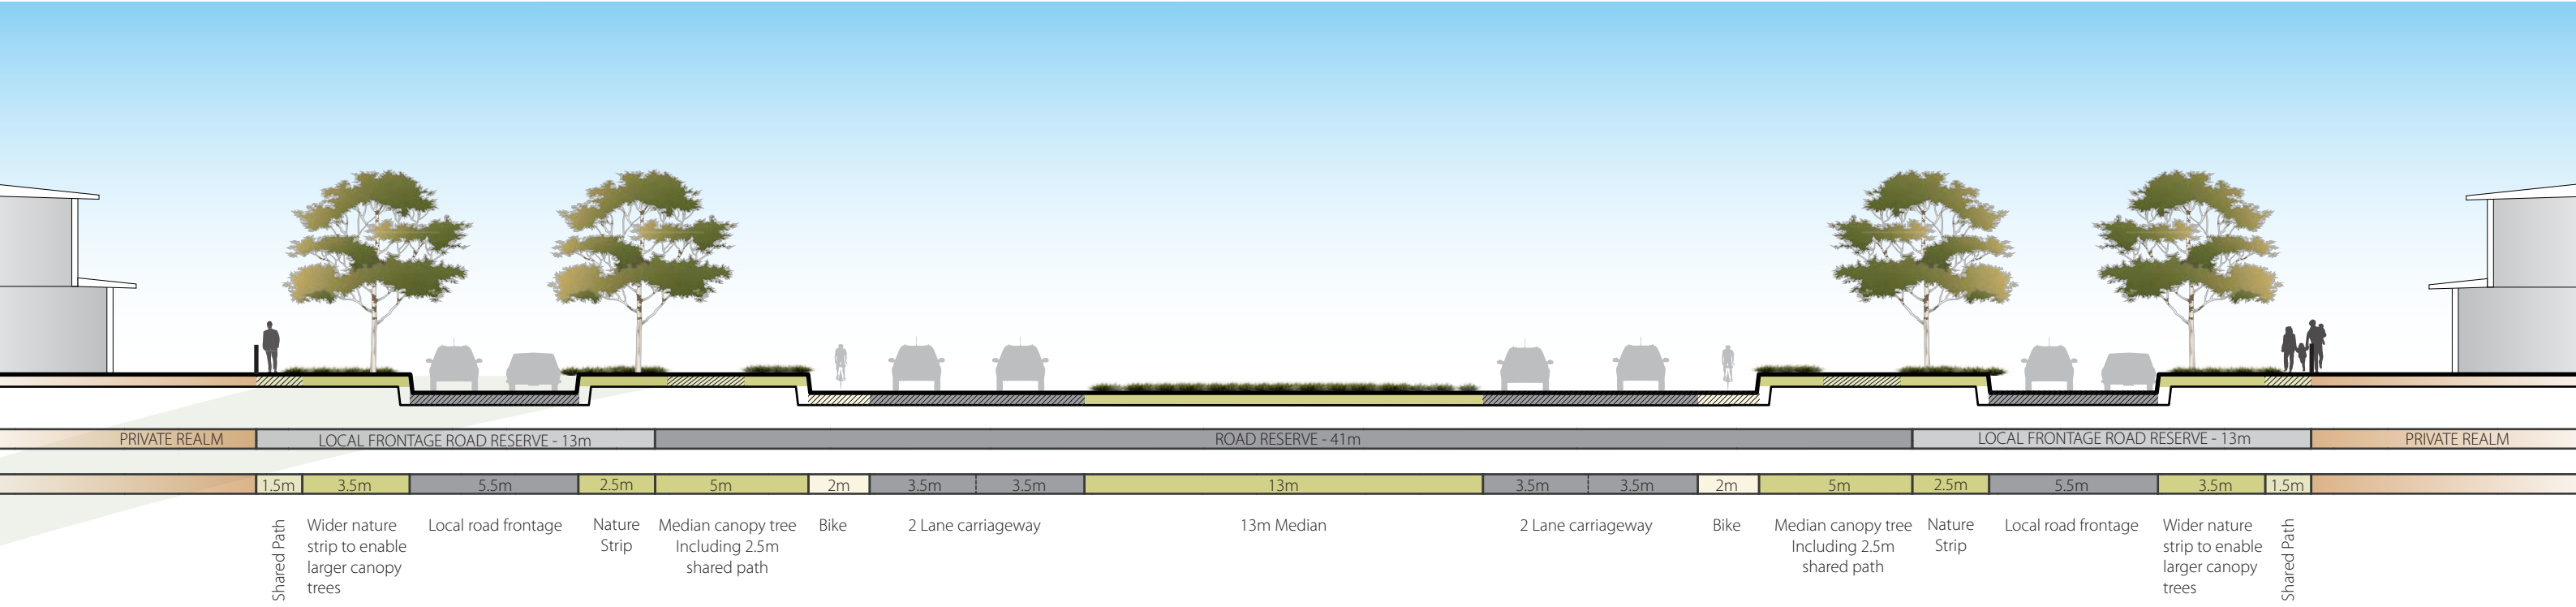 PRIVATE REALM
LOCAL FRONTAGE ROAD RESERVE - 13m
ROAD RESERVE - 41m
LOCAL FRONTAGE ROAD RESERVE - 13m
PRIVATE REALM
1.5m
3.5m
5.5m
2.5m
5m
2m
3.5m
3.5m
13m
3.5m
3.5m
2m
5m
2.5m
5.5m
3.5m
1.5m
Shared Path
Wider nature
strip to enable
larger canopy
trees
Local road frontage
Nature
Strip
Median canopy tree
Including 2.5m
shared path
Bike
2 Lane carriageway
13m Median
2 Lane carriageway
Bike
Median canopy tree
Including 2.5m
shared path
Nature
Strip
Local road frontage
Wider nature
strip to enable
larger canopy
trees
Shared Path